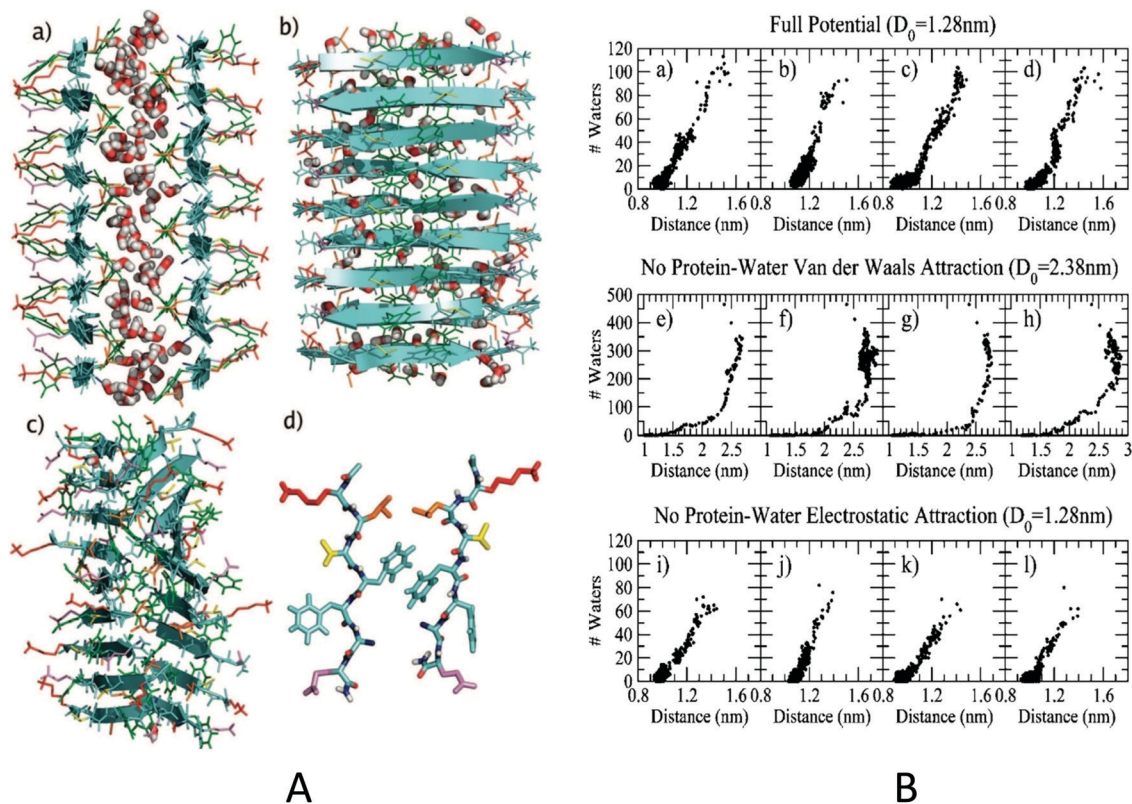 a)
b)
c)
d)
A
Full Potential (D0=1.28nm)
# Waters
120
100
80
60
40
20
0
a)
b)
c)
d)
0.8 1.2 1.6 0.8 1.2 1.6 0.8 1.2 1.6 0.8 1.2 1.6
Distance (nm) Distance (nm) Distance (nm) Distance (nm)
No Protein-Water Van der Waals Attraction (D0=2.38nm)
# Waters
500
400
300
200
100
0
e)
f)
g)
h)
1 1.5 2 2.5 1 1.5 2 2.5 1 1.5 2 2.5 1 1.5 2 2.5 3
Distance (nm) Distance (nm) Distance (nm) Distance (nm)
No Protein-Water Electrostatic Attraction (D0=1.28nm)
# Waters
120
100
80
60
40
20
0
i)
j)
k)
l)
0.8 1.2 1.6 0.8 1.2 1.6 0.8 1.2 1.6 0.8 1.2 1.6
Distance (nm) Distance (nm) Distance (nm) Distance (nm)
B